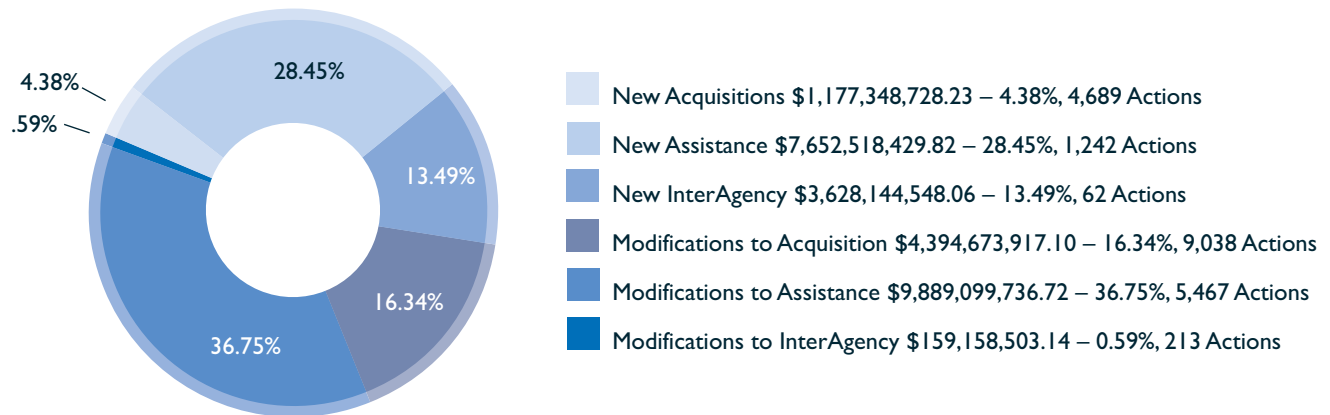 28.45%
4.38%
.59%
13.49%
16.34%
36.75%
New Acquisitions $1,177,348,728.23 – 4.38%, 4,689 Actions
New Assistance $7,652,518,429.82 – 28.45%, 1,242 Actions
New InterAgency $3,628,144,548.06 – 13.49%, 62 Actions
Modifications to Acquisition $4,394,673,917.10 – 16.34%, 9,038 Actions
Modifications to Assistance $9,889,099,736.72 – 36.75%, 5,467 Actions
Modifications to InterAgency $159,158,503.14 – 0.59%, 213 Actions